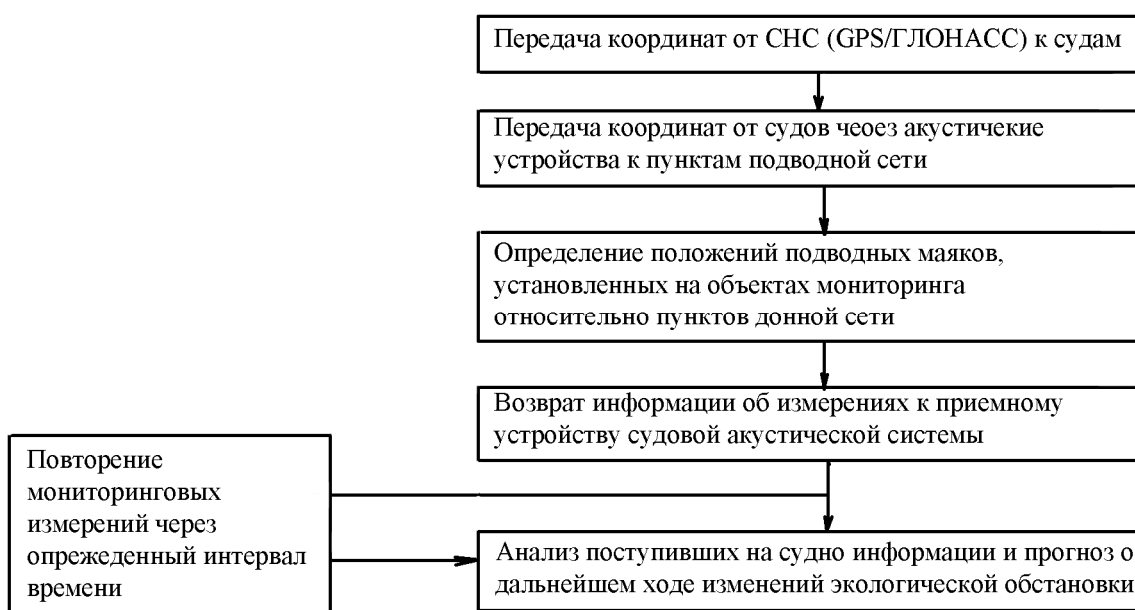 Передача координат от СНС (GPS/ГЛОНАСС) к судам
Передача координат от судов чеоез акустичекие
устройства к пунктам подводной сети
Определение положений подводных маяков,
установленных на объектах мониторинга
относительно пунктов донной сети
Возврат информации об измерениях к приемному
устройству судовой акустической системы
Повторение
мониторинговых
измерений через
опрежеденный интервал
времени
Анализ поступивших на судно информации и прогноз о
дальнейшем ходе изменений экологической обстановки